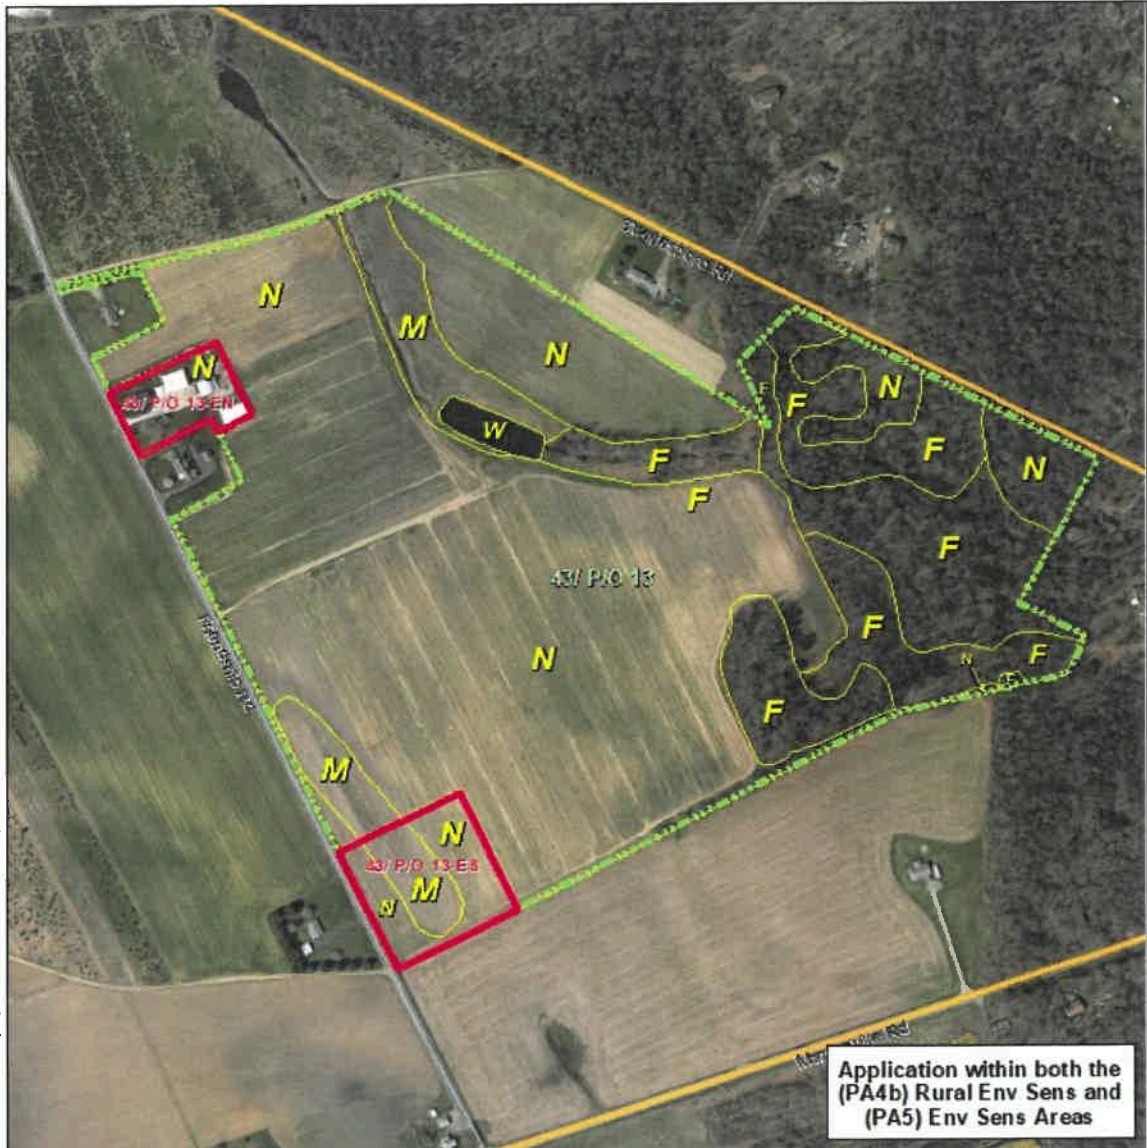 N
M
N
N
43/ P/O 13-EN
W
F
F
F
F
N
F
N
F
43/ P/O 13
N
F
N
F
F
M
N
43/ P/O 13-ES
M
N
Application within both the
(PA4b) Rural Env Sens and
(PA5) Env Sens Areas